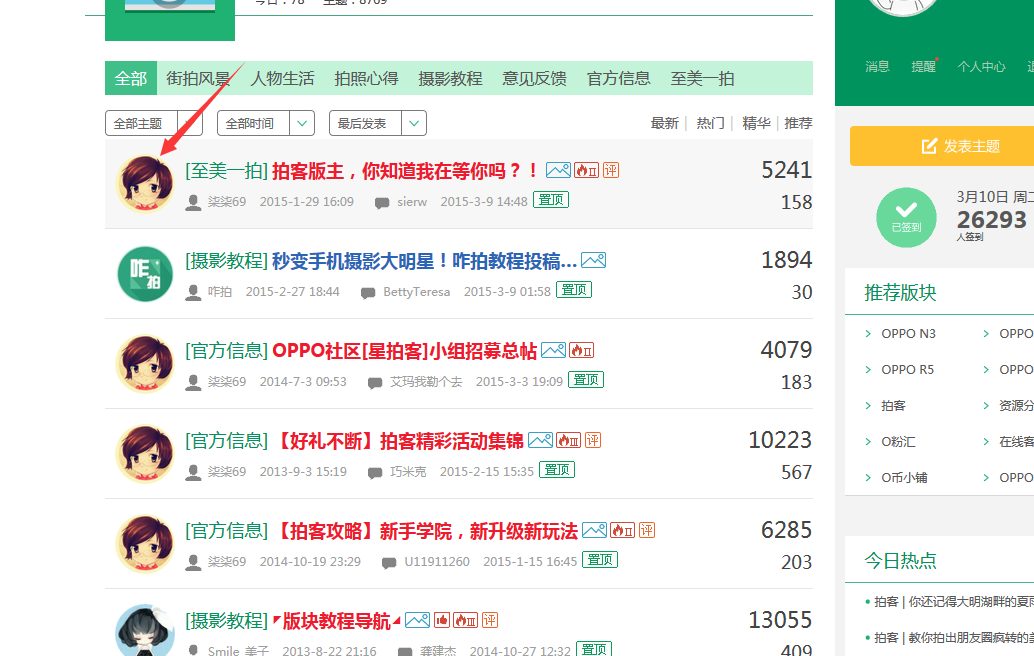 今日：78 主题：8709
全部 街拍风景 人物生活 拍照心得 摄影教程 意见反馈 官方信息 至美一拍
全部主题 全部时间 最后发表 最新 | 热门 | 精华 | 推荐
[至美一拍] 拍客版主，你知道我在等你吗？！ 评 5241
柒柒69 2015-1-29 16:09 sierw 2015-3-9 14:48 置顶 158
[摄影教程] 秒变手机摄影大明星！咋拍教程投稿... 1894
咋拍 2015-2-27 18:44 BettyTeresa 2015-3-9 01:58 置顶 30
[官方信息] OPPO社区[星拍客]小组招募总帖 4079
柒柒69 2014-7-3 09:53 艾玛我勒个去 2015-3-3 19:09 置顶 183
[官方信息] 【好礼不断】拍客精彩活动集锦 评 10223
柒柒69 2013-9-3 15:19 巧米克 2015-2-15 15:35 置顶 567
[官方信息] 【拍客攻略】新手学院，新升级新玩法 评 6285
柒柒69 2014-10-19 23:29 U11911260 2015-1-15 16:45 置顶 203
[摄影教程] 版块教程导航 评 13055
Smile_美子 2013-8-22 21:16 龚建杰 2014-10-27 12:32 置顶 409
咋拍
消息 提醒 个人中心
发表主题
已签到
3月10日 周二
26293
人签到
推荐版块
OPPO N3 OPPO
OPPO R5 OPPO
拍客 资源分
O粉汇 在线客
O币小铺 OPPO
今日热点
拍客 | 你还记得大明湖畔的夏雨
拍客 | 教你拍出朋友圈疯转的